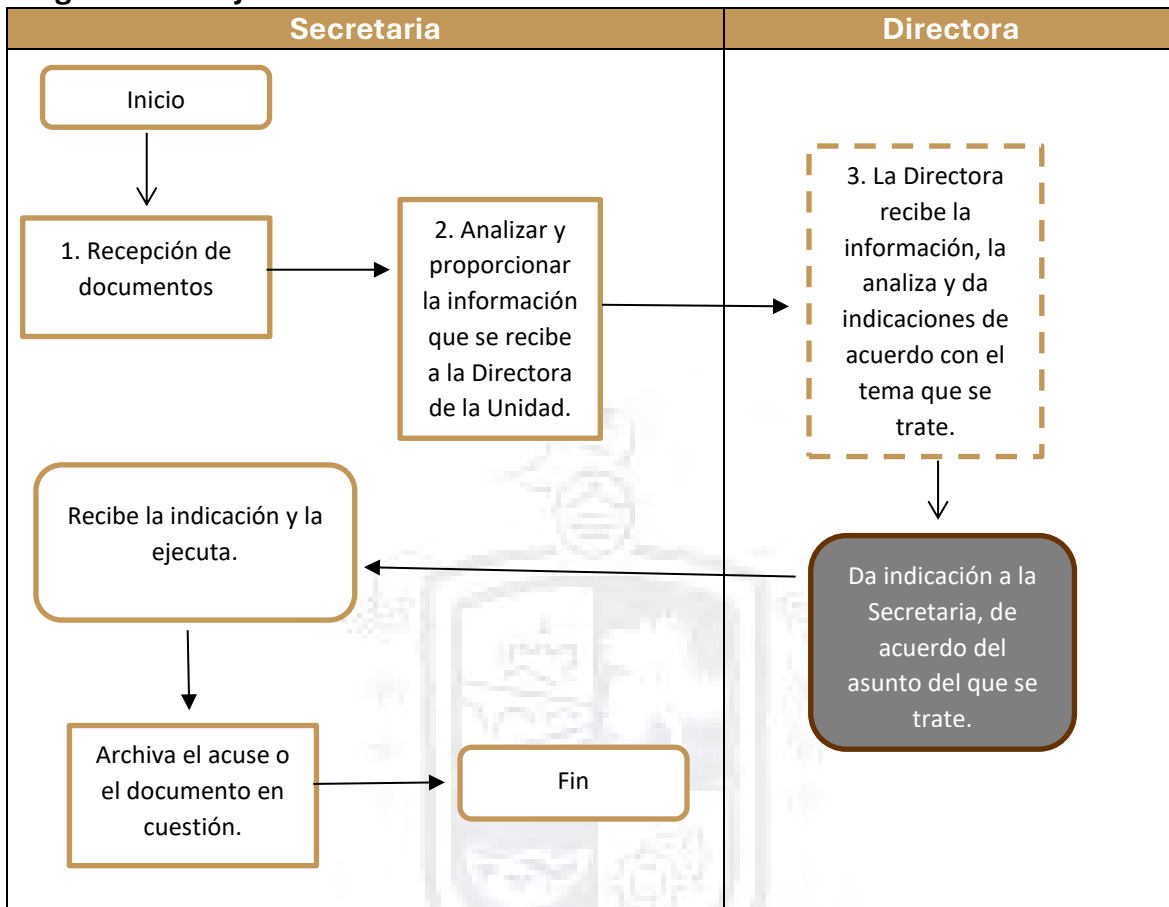 Secretaria
Directora
Inicio
1. Recepción de
documentos
2. Analizar y
proporcionar
la información
que se recibe
a la Directora
de la Unidad.
3. La Directora
recibe la
información, la
analiza y da
indicaciones de
acuerdo con el
tema que se
trate.
Da indicación a la
Secretaria, de
acuerdo del
asunto del que se
trate.
Recibe la indicación y la
ejecuta.
Archiva el acuse o
el documento en
cuestión.
Fin